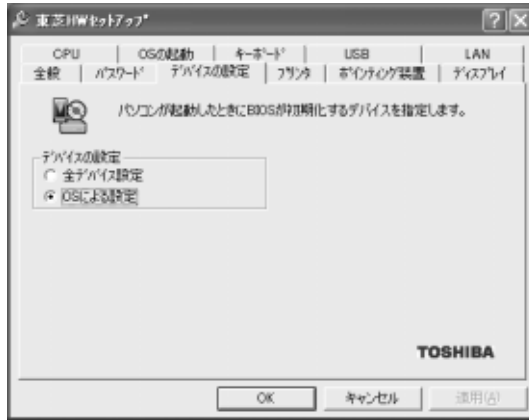 東芝HWセットアップ
CPU OSの起動 キーボード USB LAN
全般 パスワード デバイスの設定 プリンタ ポインティング装置 ディスプレイ
パソコンが起動したときにBIOSが初期化するデバイスを指定します。
デバイスの設定
全デバイス設定
OSによる設定
TOSHIBA
OK キャンセル 適用(A)